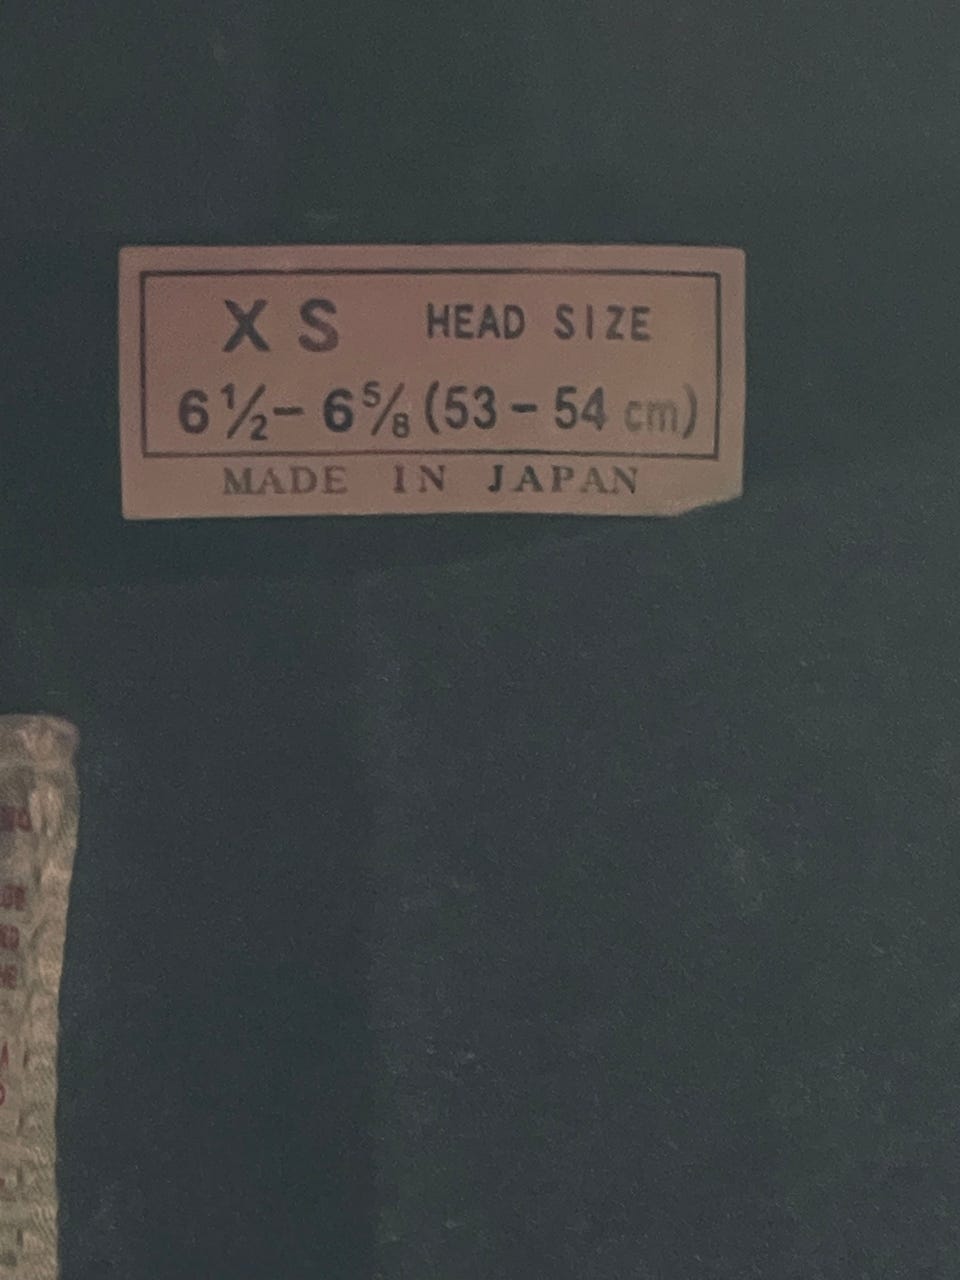 XS HEAD SIZE
6½ – 6⅝ (53 – 54 cm)
MADE IN JAPAN